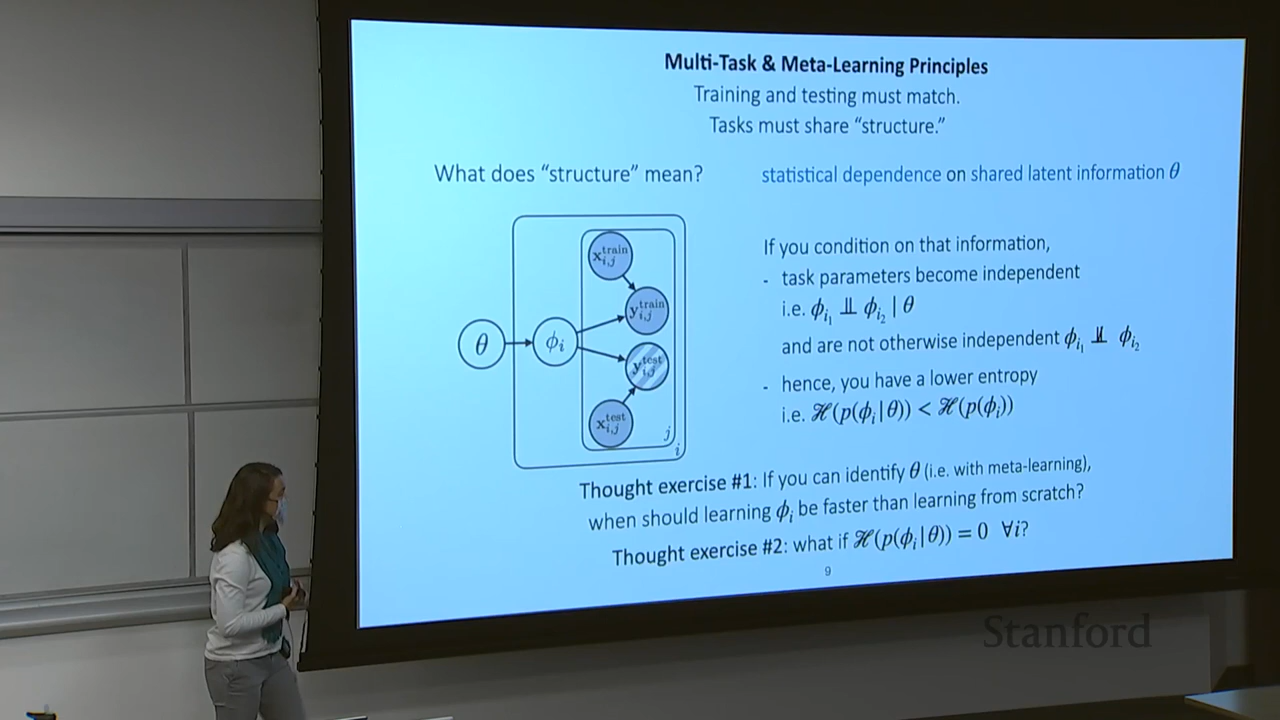 Multi-Task & Meta-Learning Principles
Training and testing must match.
Tasks must share “structure.”
What does “structure” mean?
statistical dependence on shared latent information θ
x^{train}_{i,j}
y^{train}_{i,j}
θ
ϕ_i
y^{test}_{i,j}
x^{test}_{i,j}
j
i
If you condition on that information,
- task parameters become independent
i.e. ϕ_{i_1} ⫫ ϕ_{i_2} | θ
and are not otherwise independent ϕ_{i_1} ⫫̸ ϕ_{i_2}
- hence, you have a lower entropy
i.e. ℋ(p(ϕ_i|θ)) < ℋ(p(ϕ_i))
Thought exercise #1: If you can identify θ (i.e. with meta-learning),
when should learning ϕ_i be faster than learning from scratch?
Thought exercise #2: what if ℋ(p(ϕ_i|θ)) = 0 ∀i?
9
Stanford